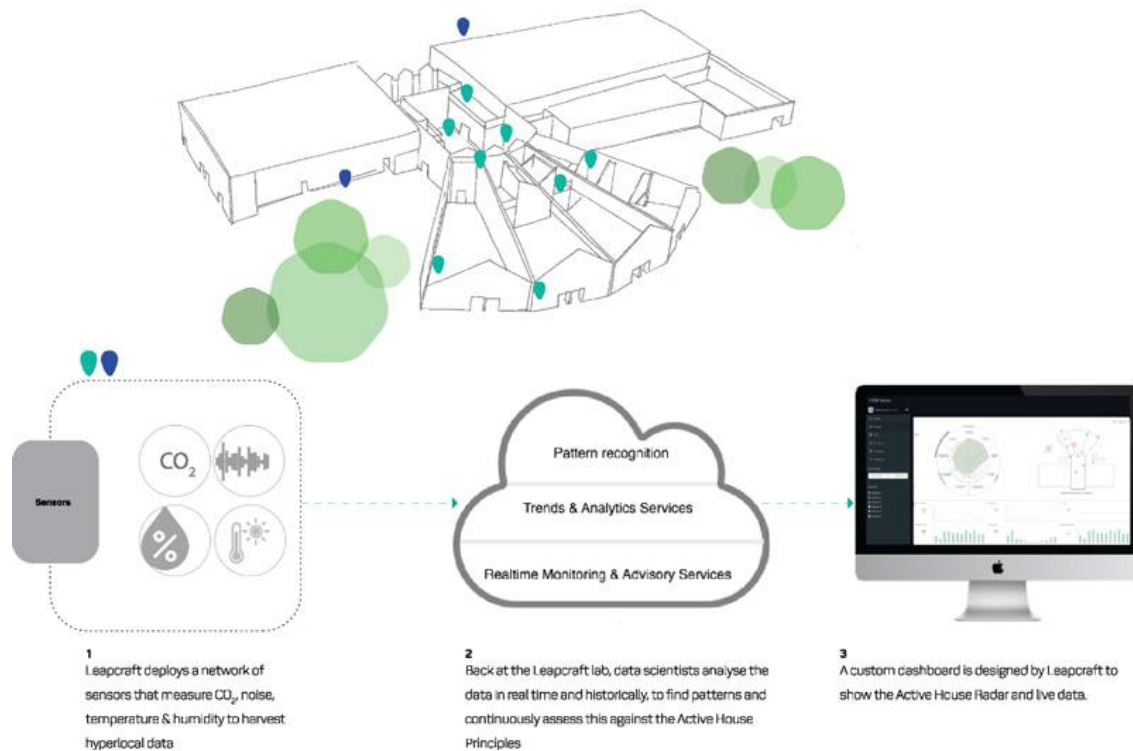 Sensors
CO₂
%
Pattern recognition
Trends & Analytics Services
Realtime Monitoring & Advisory Services
1
Leapcraft deploys a network of
sensors that measure CO₂, noise,
temperature & humidity to harvest
hyperlocal data
2
Back at the Leapcraft lab, data scientists analyse the
data in real time and historically, to find patterns and
continuously assess this against the Active House
Principles
3
A custom dashboard is designed by Leapcraft to
show the Active House Radar and live data.